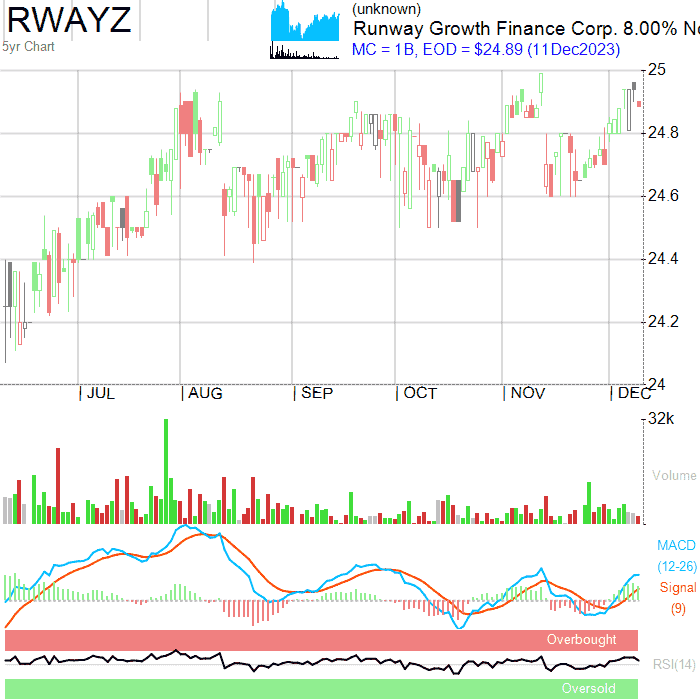 RWAYZ
5yr Chart
(unknown)
Runway Growth Finance Corp. 8.00% No
MC = 1B, EOD = $24.89 (11Dec2023)
25
24.8
24.6
24.4
24.2
24
JUL AUG SEP OCT NOV DEC
32k
Volume
MACD
(12-26)
Signal
(9)
Overbought
RSI(14)
Oversold